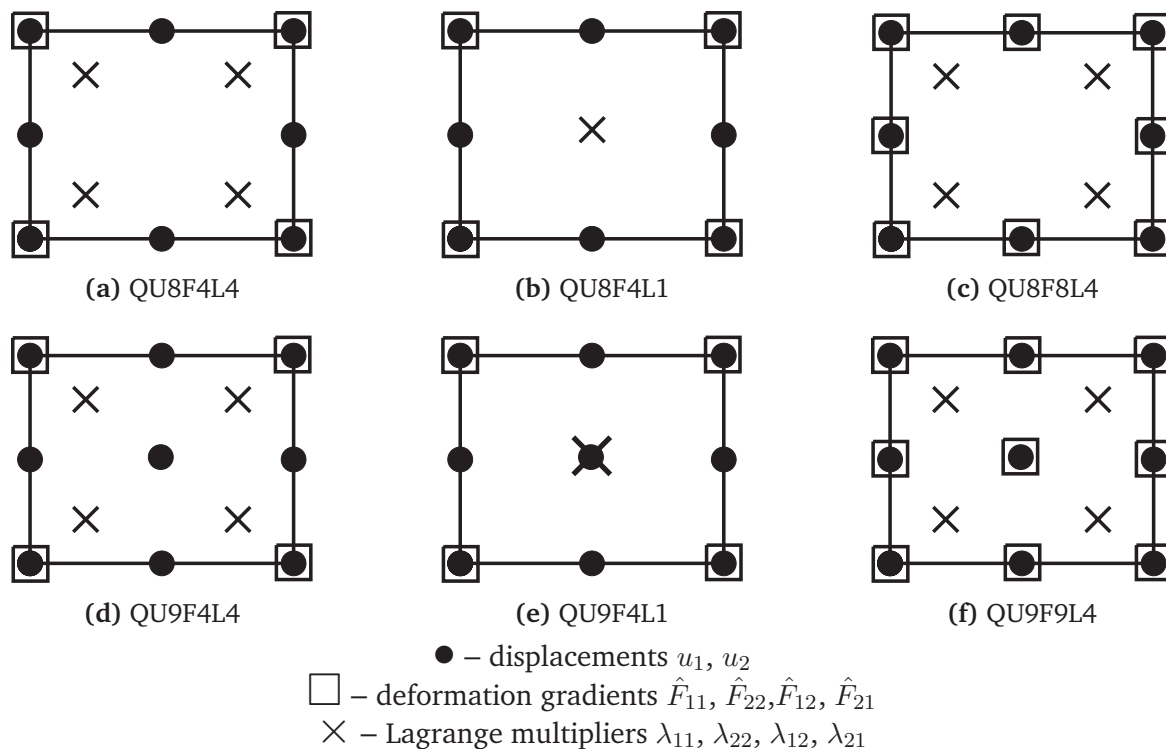 (a) QU8F4L4
(b) QU8F4L1
(c) QU8F8L4
(d) QU9F4L4
(e) QU9F4L1
(f) QU9F9L4
● – displacements u₁, u₂
□ – deformation gradients F̂₁₁, F̂₂₂,F̂₁₂, F̂₂₁
× – Lagrange multipliers λ₁₁, λ₂₂, λ₁₂, λ₂₁